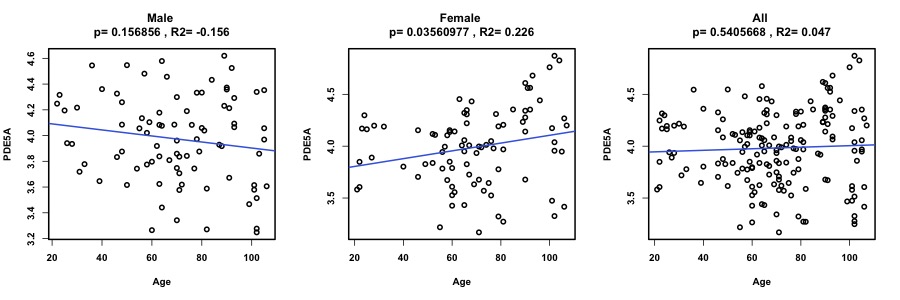 Male
p= 0.156856 , R2= -0.156
PDE5A
4.6
4.4
4.2
4.0
3.8
3.6
3.4
3.2
20 40 60 80 100
Age
Female
p= 0.03560977 , R2= 0.226
PDE5A
4.5
4.0
3.5
20 40 60 80 100
Age
All
p= 0.5405668 , R2= 0.047
PDE5A
4.5
4.0
3.5
20 40 60 80 100
Age